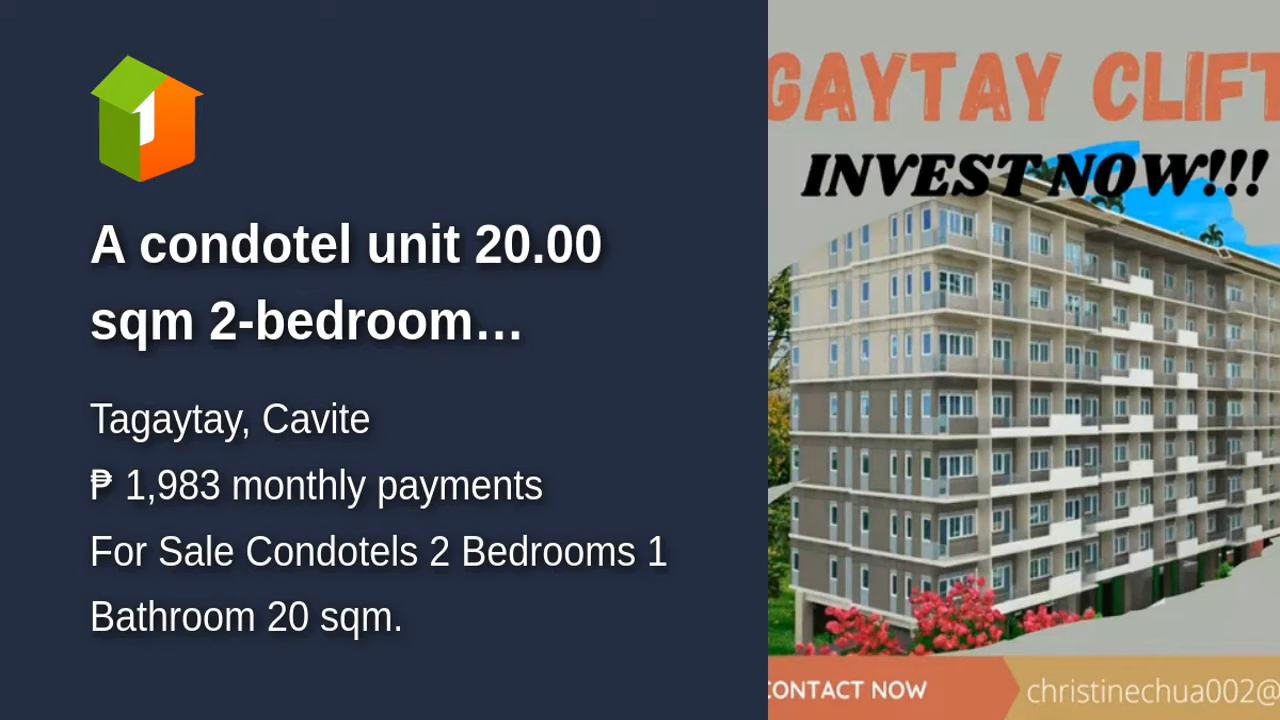 A condotel unit 20.00
sqm 2-bedroom...
Tagaytay, Cavite
₱ 1,983 monthly payments
For Sale Condotels 2 Bedrooms 1
Bathroom 20 sqm.
GAYTAY CLIFT
INVEST NOW!!!
CONTACT NOW
christinechua002@